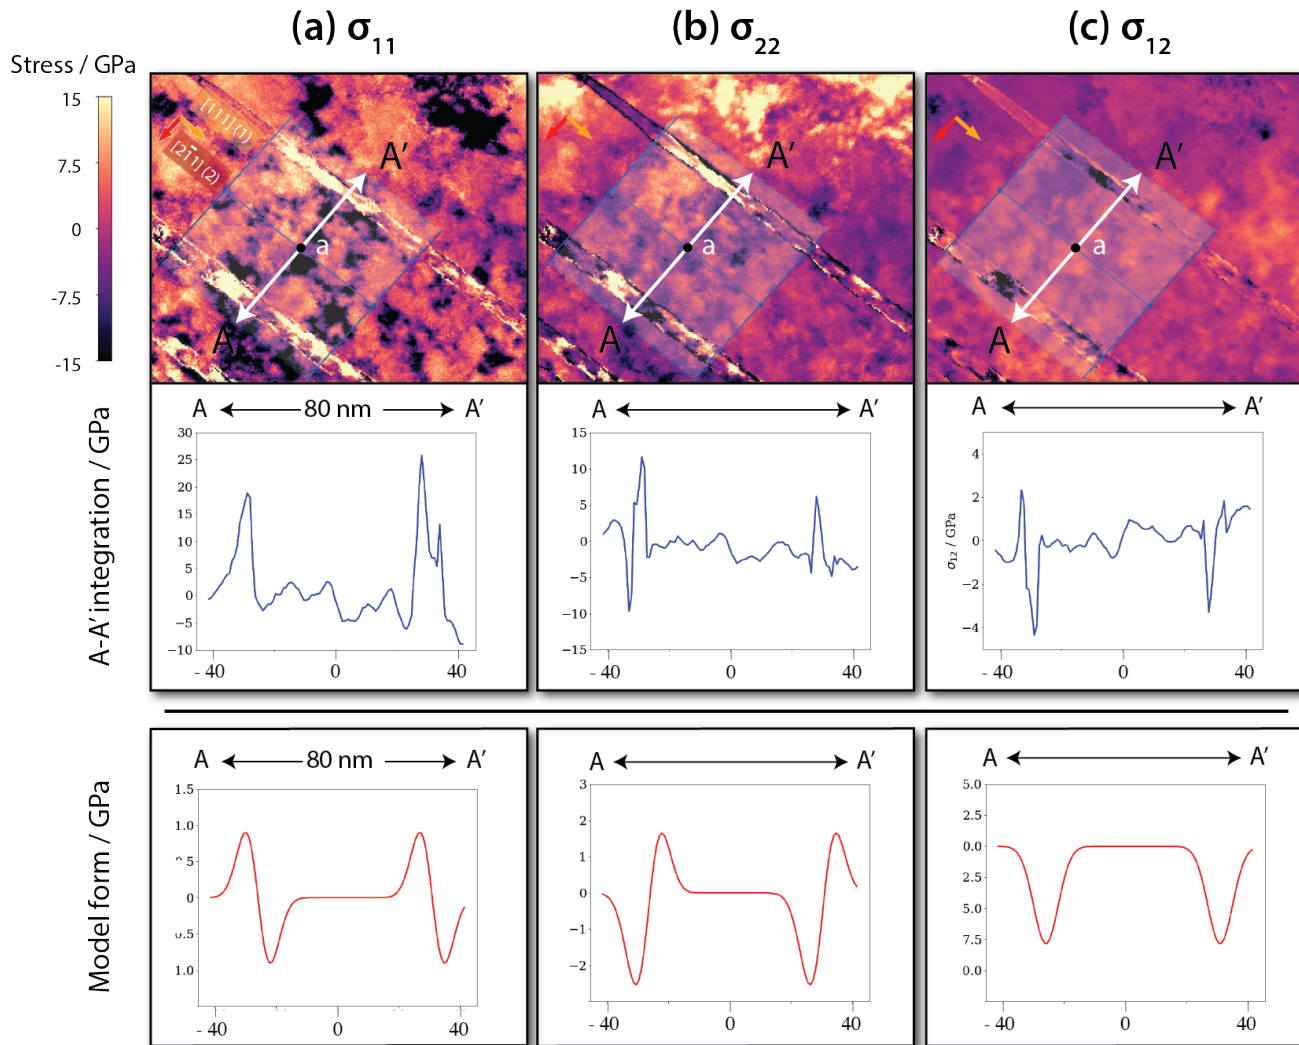 (a) σ11
(b) σ22
(c) σ12
Stress / GPa
15
7.5
0
-7.5
-15
[111] (1)
[2̄11] (2)
A'
a
A
A'
a
A
A'
a
A
A-A' integration / GPa
A 80 nm A'
30
25
20
15
10
5
0
−5
−10
- 40 0 40
A A'
15
10
5
0
−5
−10
−15
- 40 0 40
A A'
σ12 / GPa
4
2
0
−2
−4
- 40 0 40
Model form / GPa
A 80 nm A'
1.5
1.0
0.5
0
0.5
1.0
- 40 0 40
A A'
3
2
1
0
−1
−2
- 40 0 40
A A'
5.0
2.5
0.0
2.5
5.0
7.5
0.0
- 40 0 40